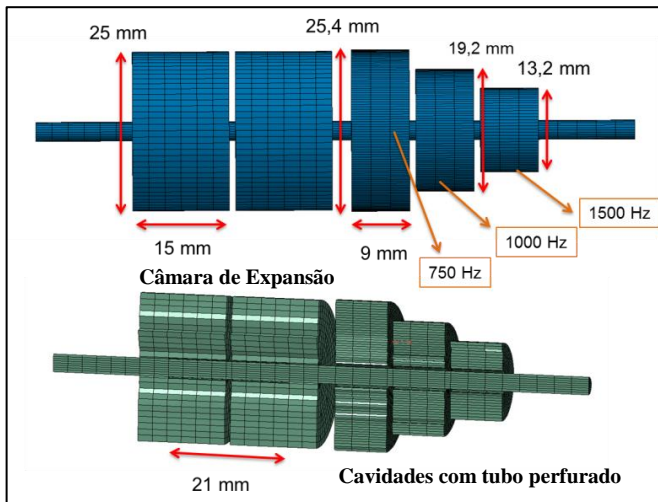 25 mm
25,4 mm
19,2 mm
13,2 mm
15 mm
9 mm
750 Hz
1000 Hz
1500 Hz
Câmara de Expansão
21 mm
Cavidades com tubo perfurado